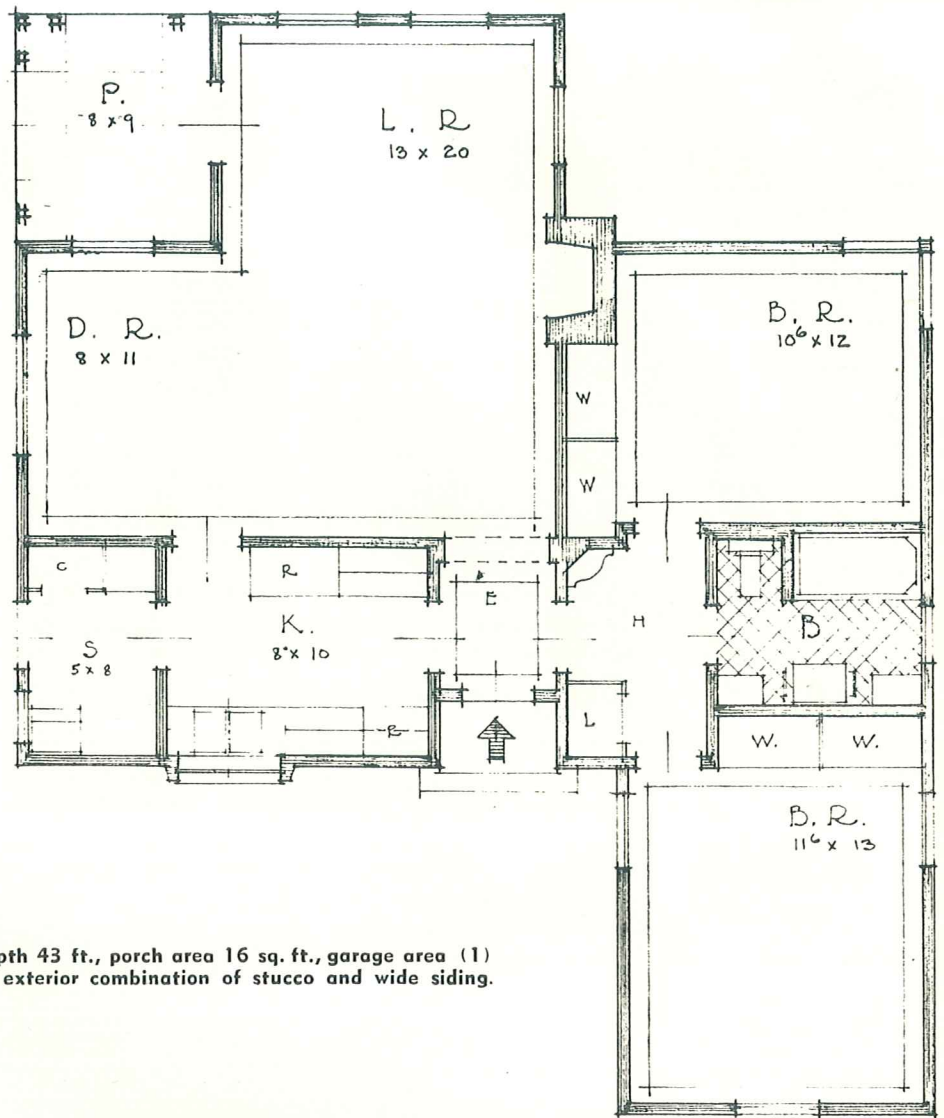 P.
8 x 9
L. R
13 x 20
D. R.
8 x 11
B. R.
10⁶ x 12
W
W
C
R
E
K.
8° x 10
S
5 x 8
H
B
L
W. W.
B. R.
11⁶ x 13
pth 43 ft., porch area 16 sq. ft., garage area (1)
exterior combination of stucco and wide siding.